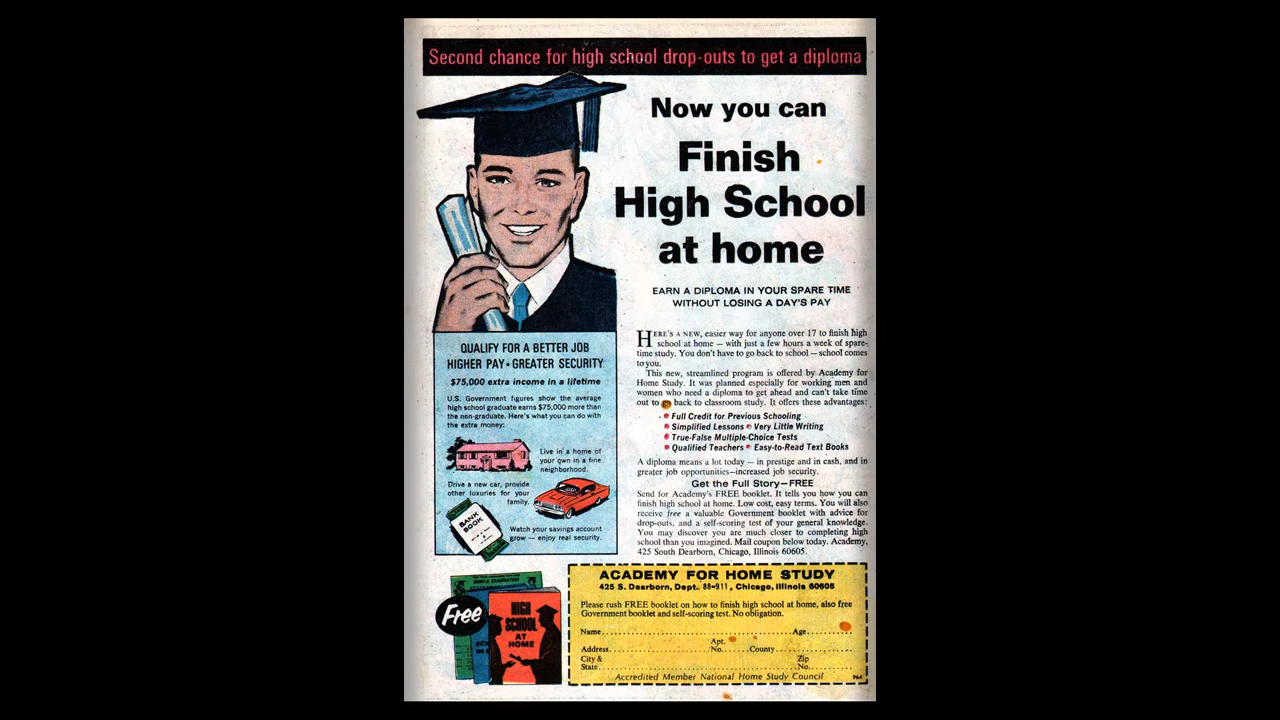 Second chance for high school drop-outs to get a diploma
Now you can
Finish
High School
at home
EARN A DIPLOMA IN YOUR SPARE TIME
WITHOUT LOSING A DAY'S PAY
HERE'S A NEW, easier way for anyone over 17 to finish high
school at home — with just a few hours a week of spare-
time study. You don't have to go back to school — school comes
to you.
This new, streamlined program is offered by Academy for
Home Study. It was planned especially for working men and
women who need a diploma to get ahead and can't take time
out to go back to classroom study. It offers these advantages:
Full Credit for Previous Schooling
Simplified Lessons • Very Little Writing
True-False Multiple-Choice Tests
Qualified Teachers • Easy-to-Read Text Books
A diploma means a lot today — in prestige and in cash, and in
greater job opportunities—increased job security.
Get the Full Story—FREE
Send for Academy's FREE booklet. It tells you how you can
finish high school at home. Low cost, easy terms. You will also
receive free a valuable Government booklet with advice for
drop-outs, and a self-scoring test of your general knowledge.
You may discover you are much closer to completing high
school than you imagined. Mail coupon below today. Academy,
425 South Dearborn, Chicago, Illinois 60605.
QUALIFY FOR A BETTER JOB
HIGHER PAY • GREATER SECURITY
$75,000 extra income in a lifetime
U.S. Government figures show the average
high school graduate earns $75,000 more than
the non-graduate. Here's what you can do with
the extra money:
Live in a home of
your own in a fine
neighborhood.
Drive a new car, provide
other luxuries for your
family.
BANK
BOOK
Watch your savings account
grow — enjoy real security.
Free
SAMPLE EXAMINATION
HIGH
SCHOOL
AT
HOME
ACADEMY FOR HOME STUDY
425 S. Dearborn, Dept. 88-911, Chicago, Illinois 60605
Please rush FREE booklet on how to finish high school at home, also free
Government booklet and self-scoring test. No obligation.
Name Age
Apt.
Address No. County
City & Zip
State No.
Accredited Member National Home Study Council